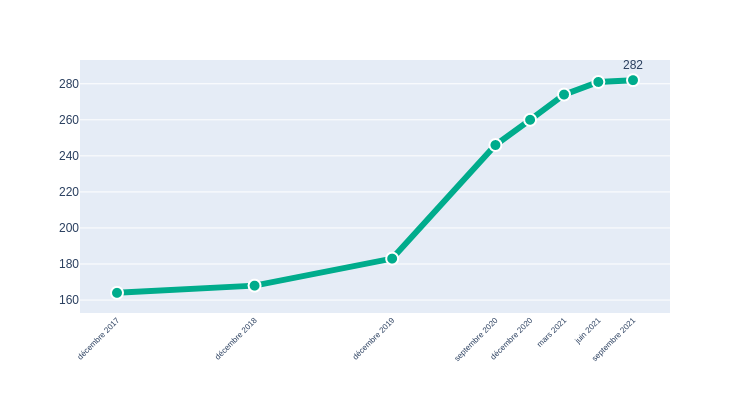 282
280
260
240
220
200
180
160
décembre 2017
décembre 2018
décembre 2019
septembre 2020
décembre 2020
mars 2021
juin 2021
septembre 2021